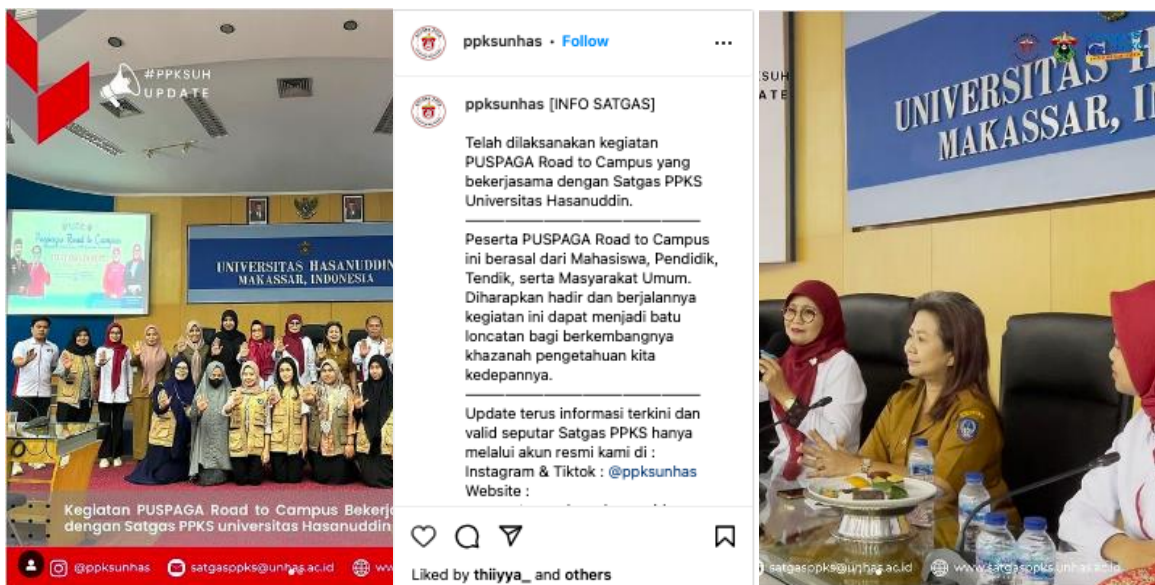 #PPKSUH
UPDATE
Puspaga Road to Campus
UNIVERSITAS HASANUDDIN
MAKASSAR, INDONESIA
Kegiatan PUSPAGA Road to Campus Bekerj
dengan Satgas PPKS universitas Hasanuddin
@ppksunhas satgasppks@unhas.ac.id ww
ppksunhas • Follow
ppksunhas [INFO SATGAS]
Telah dilaksanakan kegiatan
PUSPAGA Road to Campus yang
bekerjasama dengan Satgas PPKS
Universitas Hasanuddin.
Peserta PUSPAGA Road to Campus
ini berasal dari Mahasiswa, Pendidik,
Tendik, serta Masyarakat Umum.
Diharapkan hadir dan berjalannya
kegiatan ini dapat menjadi batu
loncatan bagi berkembangnya
khazanah pengetahuan kita
kedepannya.
Update terus informasi terkini dan
valid seputar Satgas PPKS hanya
melalui akun resmi kami di :
Instagram & Tiktok : @ppksunhas
Website :
Liked by thiiyya_ and others
SUH
ATE
UNIVERSITAS H
MAKASSAR, I
satgasppks@unhas.ac.id www.satgasppks.unhas.ac.id